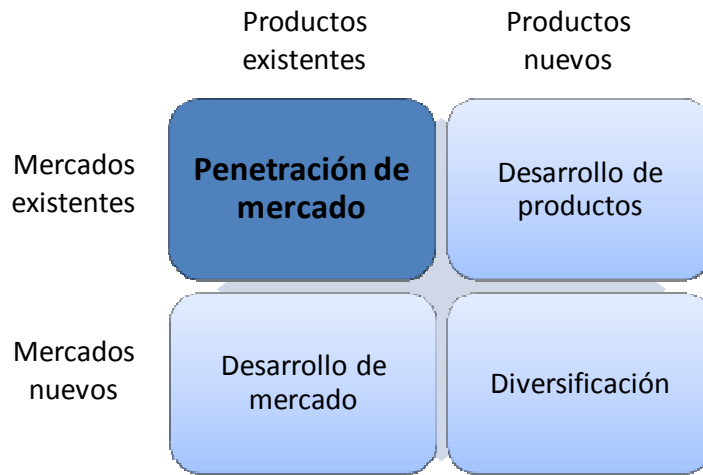 Productos
existentes
Productos
nuevos
Mercados
existentes
Penetración de
mercado
Desarrollo de
productos
Mercados
nuevos
Desarrollo de
mercado
Diversificación